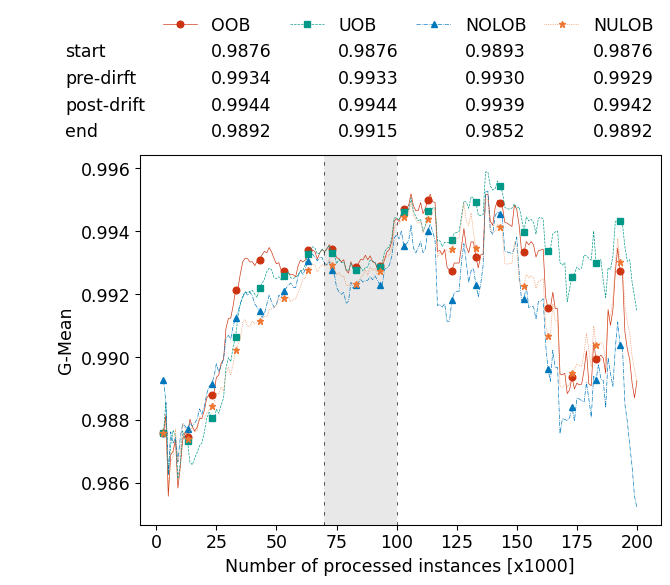 OOB UOB NOLOB NULOB
start 0.9876 0.9876 0.9893 0.9876
pre-dirft 0.9934 0.9933 0.9930 0.9929
post-drift 0.9944 0.9944 0.9939 0.9942
end 0.9892 0.9915 0.9852 0.9892
0.996
0.994
0.992
0.990
0.988
0.986
G-Mean
0 25 50 75 100 125 150 175 200
Number of processed instances [x1000]